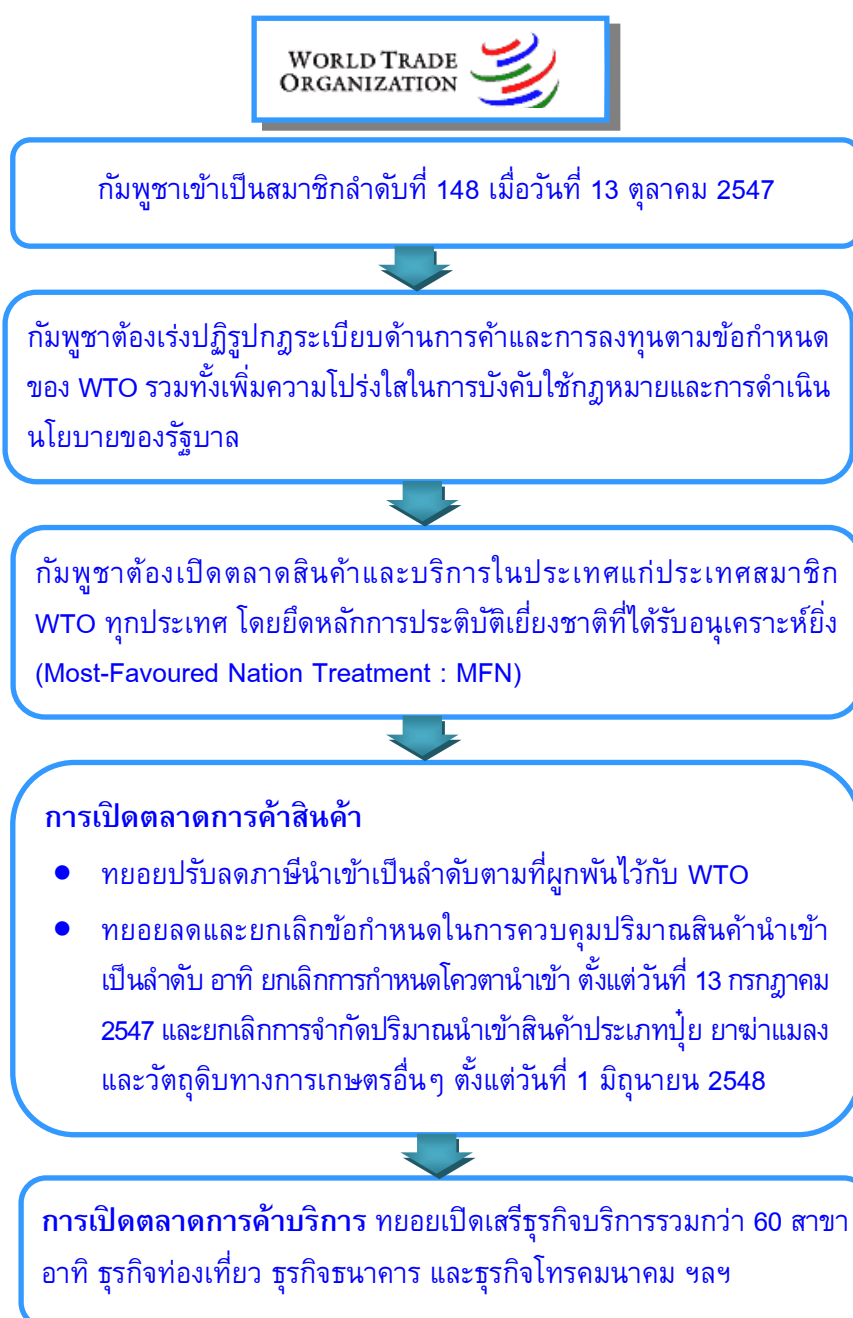 WORLD TRADE
ORGANIZATION
กัมพูชาเข้าเป็นสมาชิกลำดับที่ 148 เมื่อวันที่ 13 ตุลาคม 2547
กัมพูชาต้องเร่งปฏิรูปกฎระเบียบด้านการค้าและการลงทุนตามข้อกำหนด
ของ WTO รวมทั้งเพิ่มความโปร่งใสในการบังคับใช้กฎหมายและการดำเนิน
นโยบายของรัฐบาล
กัมพูชาต้องเปิดตลาดสินค้าและบริการในประเทศแก่ประเทศสมาชิก
WTO ทุกประเทศ โดยยึดหลักการประติบัติเยี่ยงชาติที่ได้รับอนุเคราะห์ยิ่ง
(Most-Favoured Nation Treatment : MFN)
การเปิดตลาดการค้าสินค้า
● ทยอยปรับลดภาษีนำเข้าเป็นลำดับตามที่ผูกพันไว้กับ WTO
● ทยอยลดและยกเลิกข้อกำหนดในการควบคุมปริมาณสินค้านำเข้า
เป็นลำดับ อาทิ ยกเลิกการกำหนดโควตานำเข้า ตั้งแต่วันที่ 13 กรกฎาคม
2547 และยกเลิกการจำกัดปริมาณนำเข้าสินค้าประเภทปุ๋ย ยาฆ่าแมลง
และวัตถุดิบทางการเกษตรอื่นๆ ตั้งแต่วันที่ 1 มิถุนายน 2548
การเปิดตลาดการค้าบริการ ทยอยเปิดเสรีธุรกิจบริการรวมกว่า 60 สาขา
อาทิ ธุรกิจท่องเที่ยว ธุรกิจธนาคาร และธุรกิจโทรคมนาคม ฯลฯ